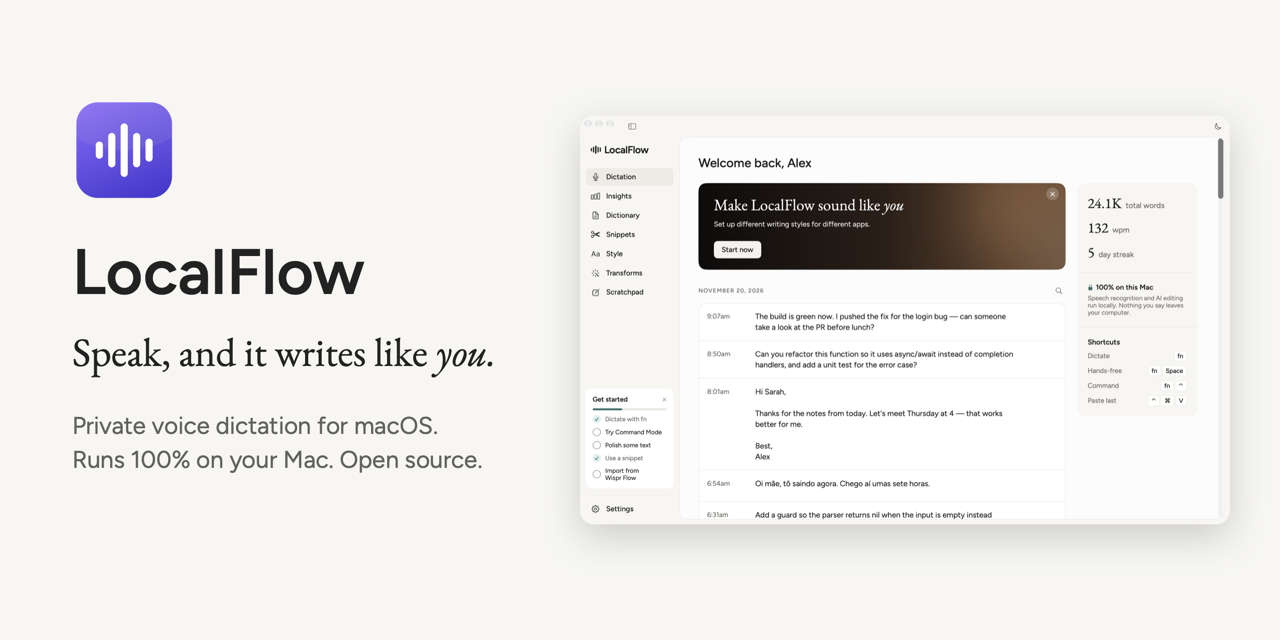 LocalFlow
Speak, and it writes like you.
Private voice dictation for macOS.
Runs 100% on your Mac. Open source.
LocalFlow
Dictation
Insights
Dictionary
Snippets
Aa Style
Transforms
Scratchpad
Get started
Dictate with fn
Try Command Mode
Polish some text
Use a snippet
Import from
Wispr Flow
Settings
Welcome back, Alex
Make LocalFlow sound like you
Set up different writing styles for different apps.
Start now
NOVEMBER 20, 2026
9:07am
The build is green now. I pushed the fix for the login bug — can someone
take a look at the PR before lunch?
8:50am
Can you refactor this function so it uses async/await instead of completion
handlers, and add a unit test for the error case?
8:01am
Hi Sarah,
Thanks for the notes from today. Let's meet Thursday at 4 — that works
better for me.
Best,
Alex
6:54am
Oi mãe, tô saindo agora. Chego aí umas sete horas.
6:31am
Add a guard so the parser returns nil when the input is empty instead
24.1K total words
132 wpm
5 day streak
100% on this Mac
Speech recognition and AI editing
run locally. Nothing you say leaves
your computer.
Shortcuts
Dictate fn
Hands-free fn Space
Command fn ^
Paste last ^ ⌘ V